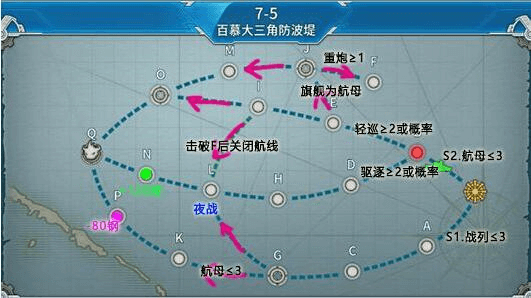 7-5
百慕大三角防波堤
M
J
重炮≥1
F
O
I
旗舰为航母
E
轻巡≥2或概率
Q
击破F后关闭航线
S2.航母≤3
N
L
H
D
驱逐≥2或概率
夜战
P
-80钢
A
S1.战列≤3
K
航母≤3
G
C